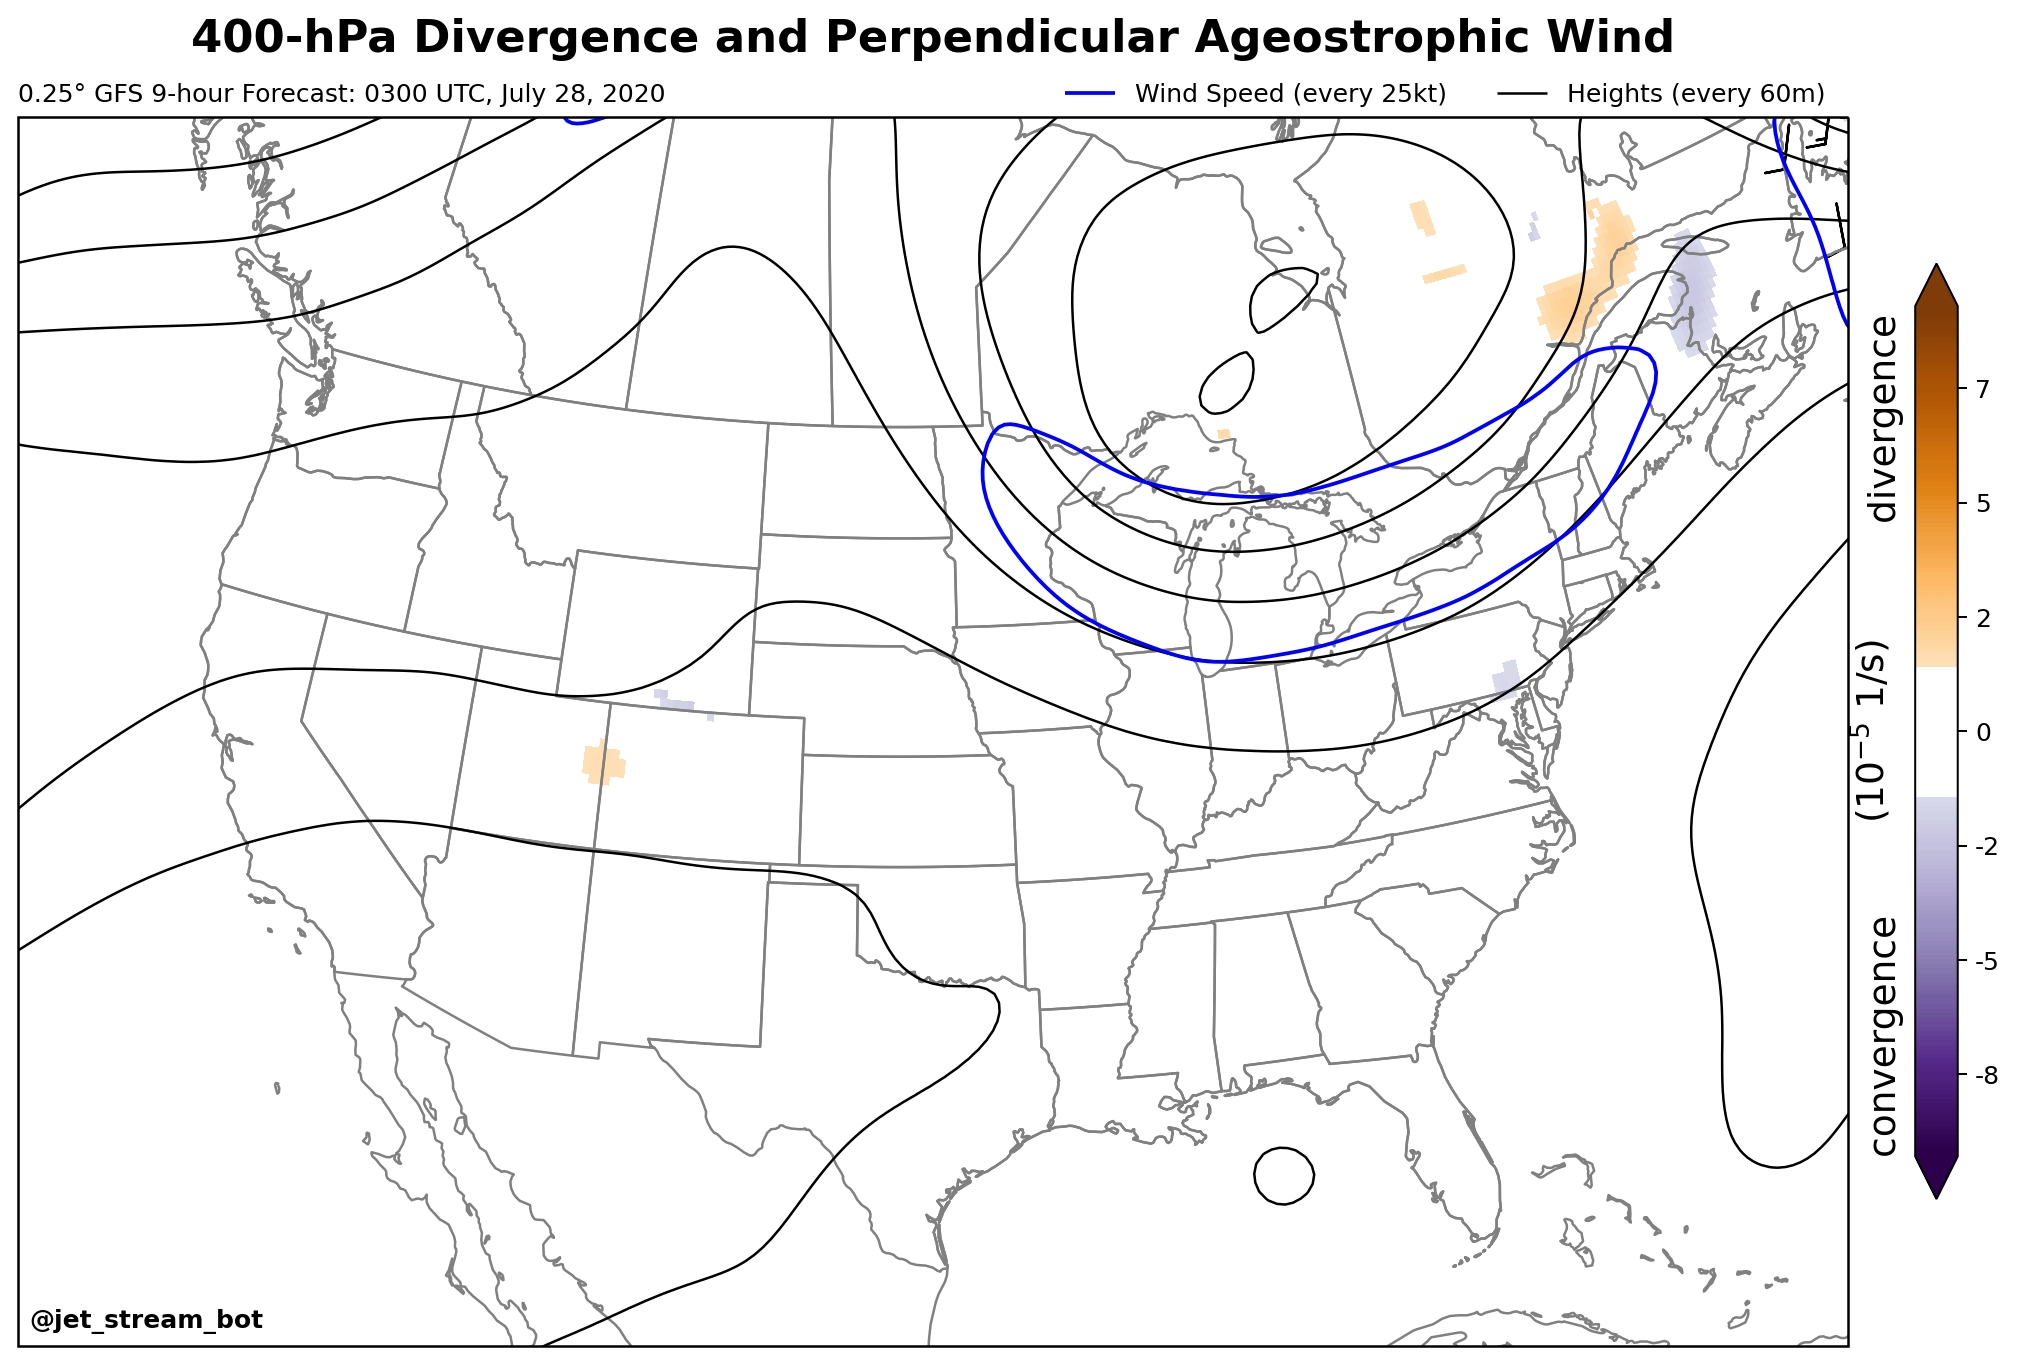 400-hPa Divergence and Perpendicular Ageostrophic Wind
0.25° GFS 9-hour Forecast: 0300 UTC, July 28, 2020
Wind Speed (every 25kt)
Heights (every 60m)
divergence
(10⁻⁵ 1/s)
convergence
7
5
2
0
-2
-5
-8
@jet_stream_bot